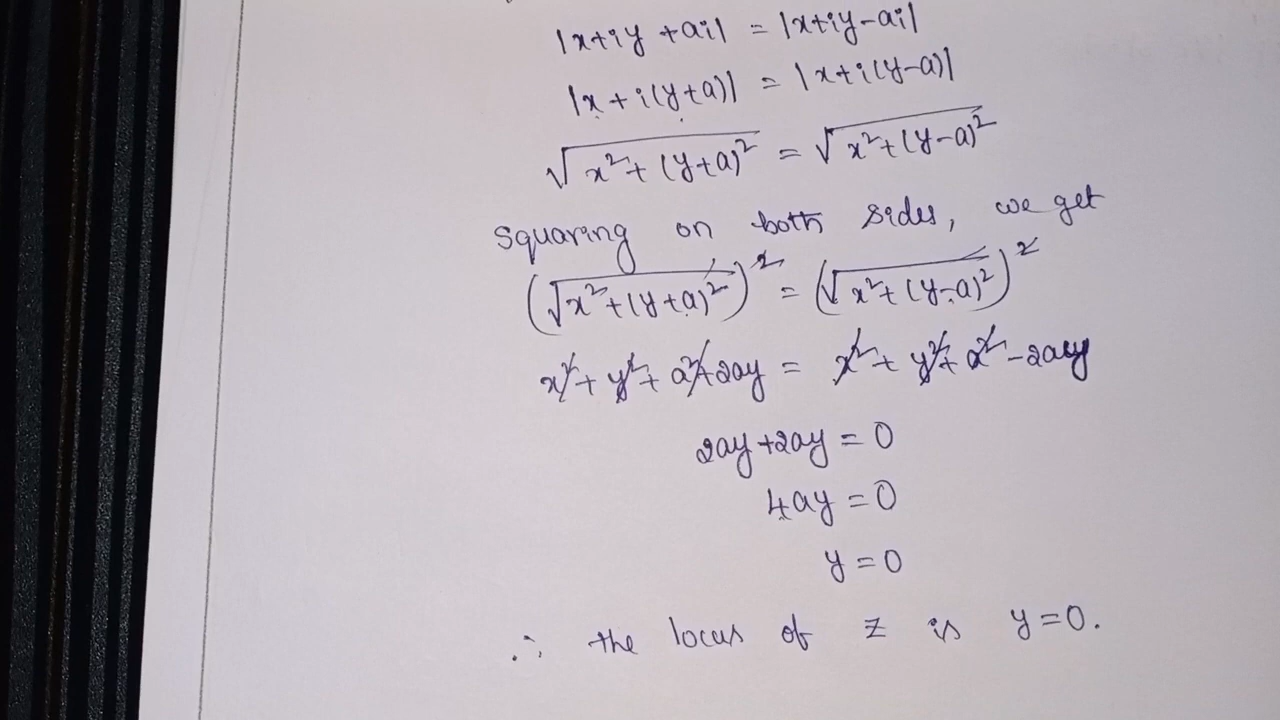 |x+iy +ai| = |x+iy-ai|
|x + i(y+a)| = |x+i(y-a)|
√x²+(y+a)² = √x²+(y-a)²
Squaring on both sides, we get
(√x²+(y+a)²)² = (√x²+(y-a)²)²
x²+y²+a²+2ay = x²+y²+a²-2ay
2ay+2ay = 0
4ay = 0
y = 0
∴ the locus of z is y=0.